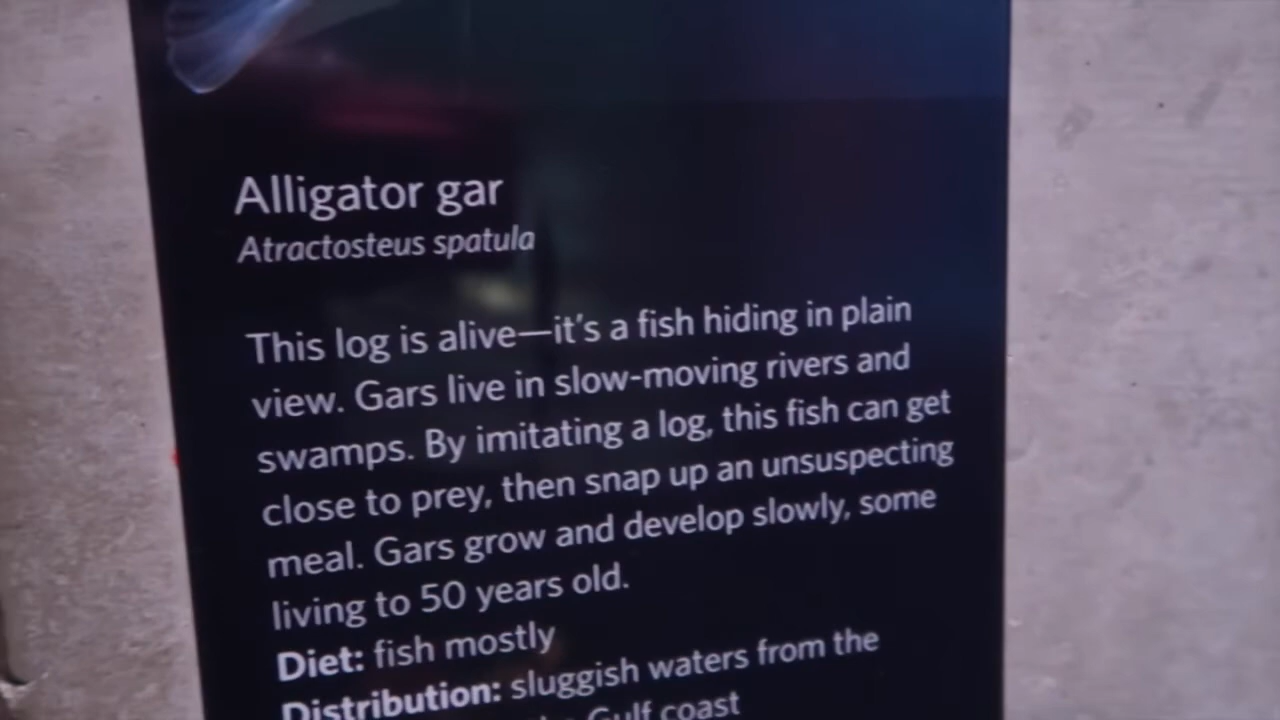 Alligator gar
Atractosteus spatula
This log is alive—it's a fish hiding in plain
view. Gars live in slow-moving rivers and
swamps. By imitating a log, this fish can get
close to prey, then snap up an unsuspecting
meal. Gars grow and develop slowly, some
living to 50 years old.
Diet: fish mostly
Distribution: sluggish waters from the
Gulf coast